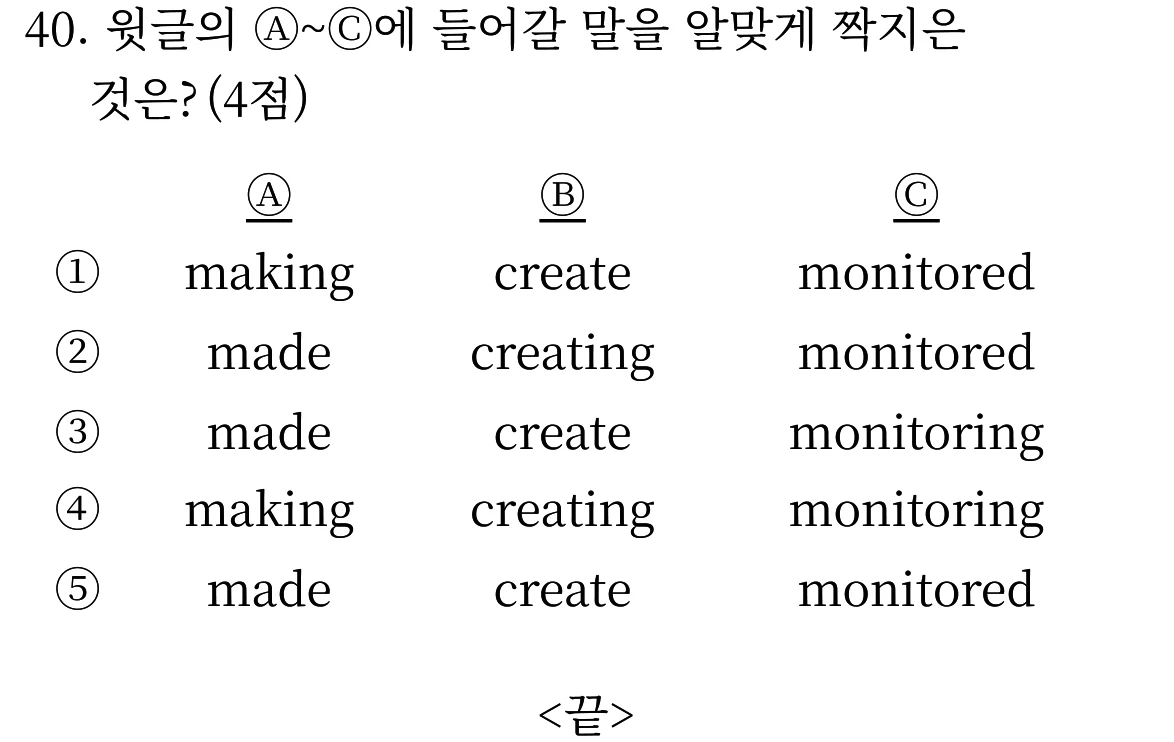 40. 윗글의 Ⓐ~Ⓒ에 들어갈 말을 알맞게 짝지은
것은? (4점)
Ⓐ Ⓑ Ⓒ
① making create monitored
② made creating monitored
③ made create monitoring
④ making creating monitoring
⑤ made create monitored
<끝>